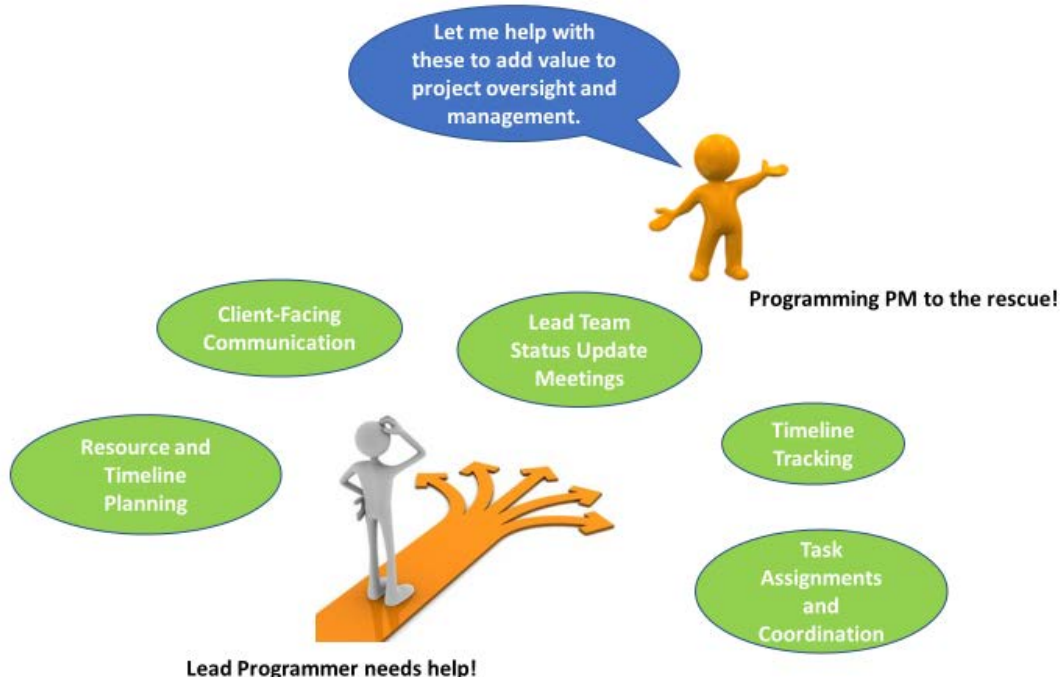 Let me help with
these to add value to
project oversight and
management.
Programming PM to the rescue!
Client-Facing
Communication
Lead Team
Status Update
Meetings
Resource and
Timeline
Planning
Timeline
Tracking
Task
Assignments
and
Coordination
Lead Programmer needs help!